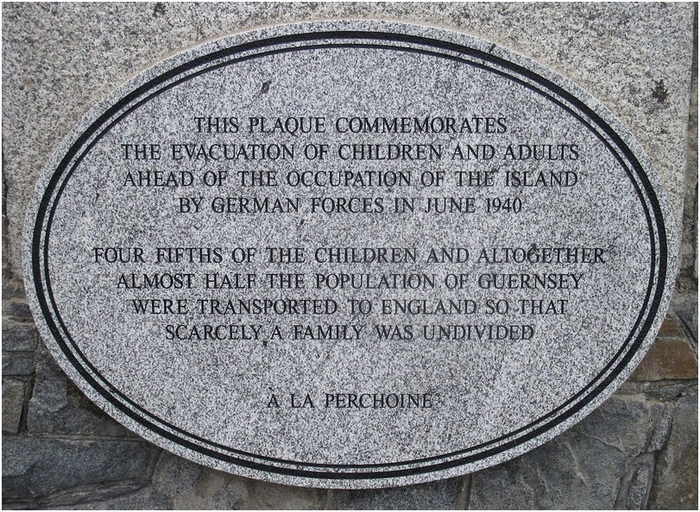 THIS PLAQUE COMMEMORATES
THE EVACUATION OF CHILDREN AND ADULTS
AHEAD OF THE OCCUPATION OF THE ISLAND
BY GERMAN FORCES IN JUNE 1940
FOUR FIFTHS OF THE CHILDREN AND ALTOGETHER
ALMOST HALF THE POPULATION OF GUERNSEY
WERE TRANSPORTED TO ENGLAND SO THAT
SCARCELY A FAMILY WAS UNDIVIDED
À LA PERCHOINE